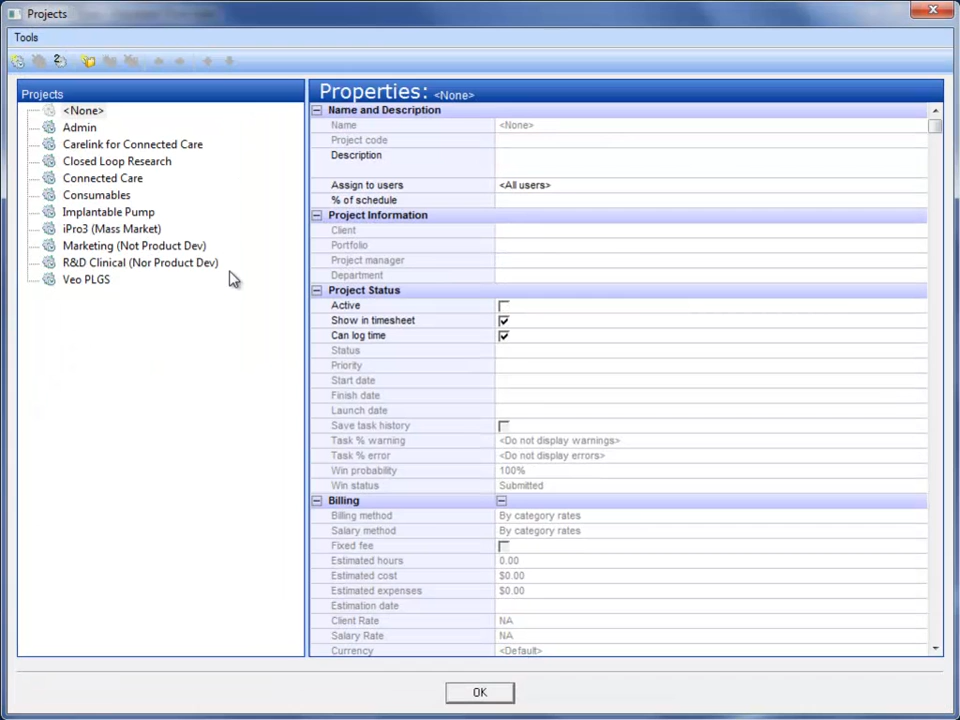 Projects
Tools
2
Projects
<None>
Admin
Carelink for Connected Care
Closed Loop Research
Connected Care
Consumables
Implantable Pump
iPro3 (Mass Market)
Marketing (Not Product Dev)
R&D Clinical (Nor Product Dev)
Veo PLGS
Properties: <None>
Name and Description
Name <None>
Project code
Description
Assign to users <All users>
% of schedule
Project Information
Client
Portfolio
Project manager
Department
Project Status
Active
Show in timesheet
Can log time
Status
Priority
Start date
Finish date
Launch date
Save task history
Task % warning <Do not display warnings>
Task % error <Do not display errors>
Win probability 100%
Win status Submitted
Billing
Billing method By category rates
Salary method By category rates
Fixed fee
Estimated hours 0.00
Estimated cost $0.00
Estimated expenses $0.00
Estimation date
Client Rate NA
Salary Rate NA
Currency <Default>
OK